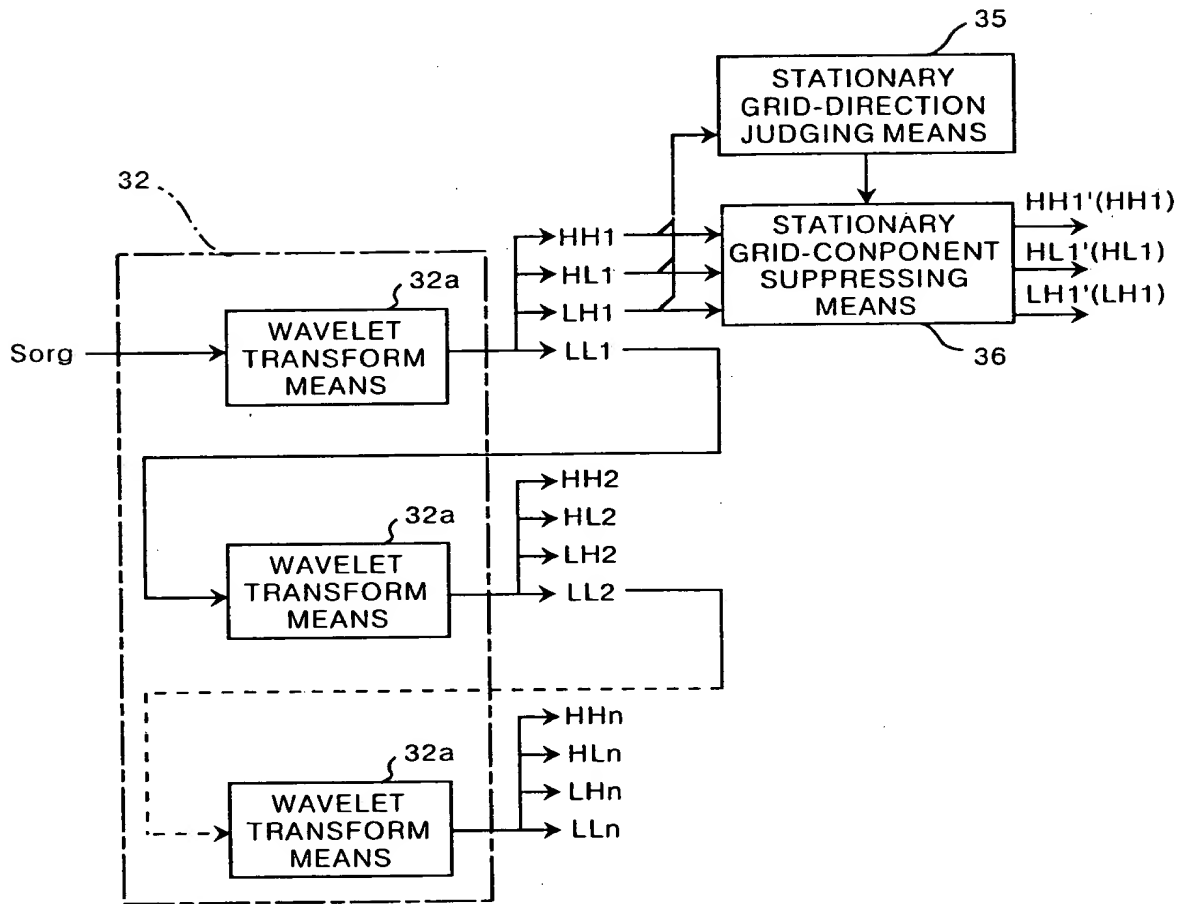 35
STATIONARY
GRID-DIRECTION
JUDGING MEANS
32
STATIONARY
GRID-COMPONENT
SUPPRESSING
MEANS
36
HH1'(HH1)
HL1'(HL1)
LH1'(LH1)
Sorg
32a
WAVELET
TRANSFORM
MEANS
HH1
HL1
LH1
LL1
32a
WAVELET
TRANSFORM
MEANS
HH2
HL2
LH2
LL2
32a
WAVELET
TRANSFORM
MEANS
HHn
HLn
LHn
LLn